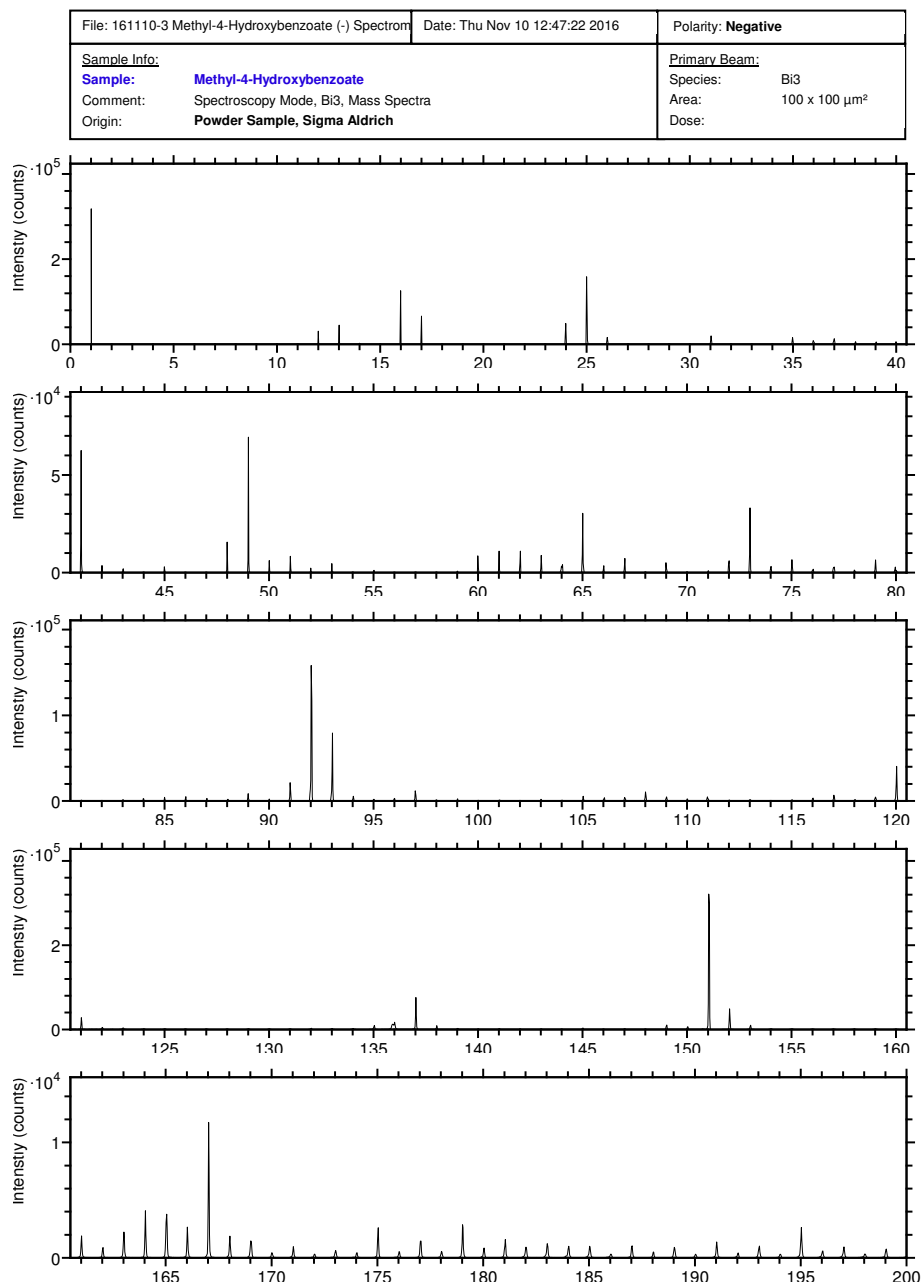 File: 161110-3 Methyl-4-Hydroxybenzoate (-) Spectrom
Date: Thu Nov 10 12:47:22 2016
Polarity: Negative
Sample Info:
Sample: Methyl-4-Hydroxybenzoate
Comment: Spectroscopy Mode, Bi3, Mass Spectra
Origin: Powder Sample, Sigma Aldrich
Primary Beam:
Species: Bi3
Area: 100 x 100 µm²
Dose:
Intenstiy (counts)
·10⁵
2
0
0 5 10 15 20 25 30 35 40
Intenstiy (counts)
·10⁴
5
0
45 50 55 60 65 70 75 80
Intenstiy (counts)
·10⁵
1
0
85 90 95 100 105 110 115 120
Intenstiy (counts)
·10⁵
2
0
125 130 135 140 145 150 155 160
Intenstiy (counts)
·10⁴
1
0
165 170 175 180 185 190 195 200